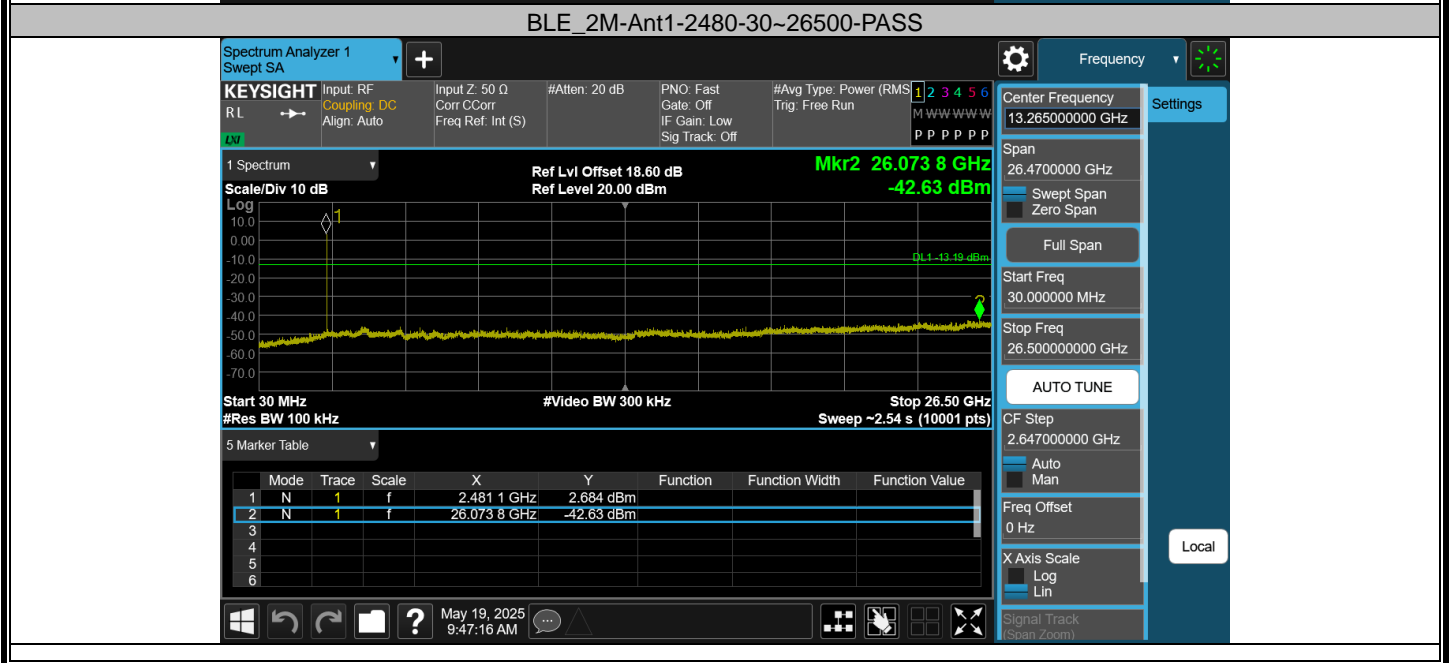 BLE_2M-Ant1-2480-30~26500-PASS
Spectrum Analyzer 1
Swept SA
+
Frequency
KEYSIGHT
RL
LXI
Input: RF
Coupling: DC
Align: Auto
Input Z: 50 Ω
Corr CCorr
Freq Ref: Int (S)
#Atten: 20 dB
PNO: Fast
Gate: Off
IF Gain: Low
Sig Track: Off
#Avg Type: Power (RMS
Trig: Free Run
1 2 3 4 5 6
M W W W W W
P P P P P P
1 Spectrum
Scale/Div 10 dB
Ref Lvl Offset 18.60 dB
Ref Level 20.00 dBm
Mkr2 26.073 8 GHz
-42.63 dBm
Log
10.0
0.00
-10.0
-20.0
-30.0
-40.0
-50.0
-60.0
-70.0
1
DL1 -13.19 dBm
2
Start 30 MHz
#Video BW 300 kHz
Stop 26.50 GHz
#Res BW 100 kHz
Sweep ~2.54 s (10001 pts)
5 Marker Table
Mode Trace Scale X Y Function Function Width Function Value
1 N 1 f 2.481 1 GHz 2.684 dBm
2 N 1 f 26.073 8 GHz -42.63 dBm
3
4
5
6
May 19, 2025
9:47:16 AM
?
Center Frequency
13.265000000 GHz
Settings
Span
26.4700000 GHz
Swept Span
Zero Span
Full Span
Start Freq
30.000000 MHz
Stop Freq
26.500000000 GHz
AUTO TUNE
CF Step
2.647000000 GHz
Auto
Man
Freq Offset
0 Hz
Local
X Axis Scale
Log
Lin
Signal Track
(Span Zoom)